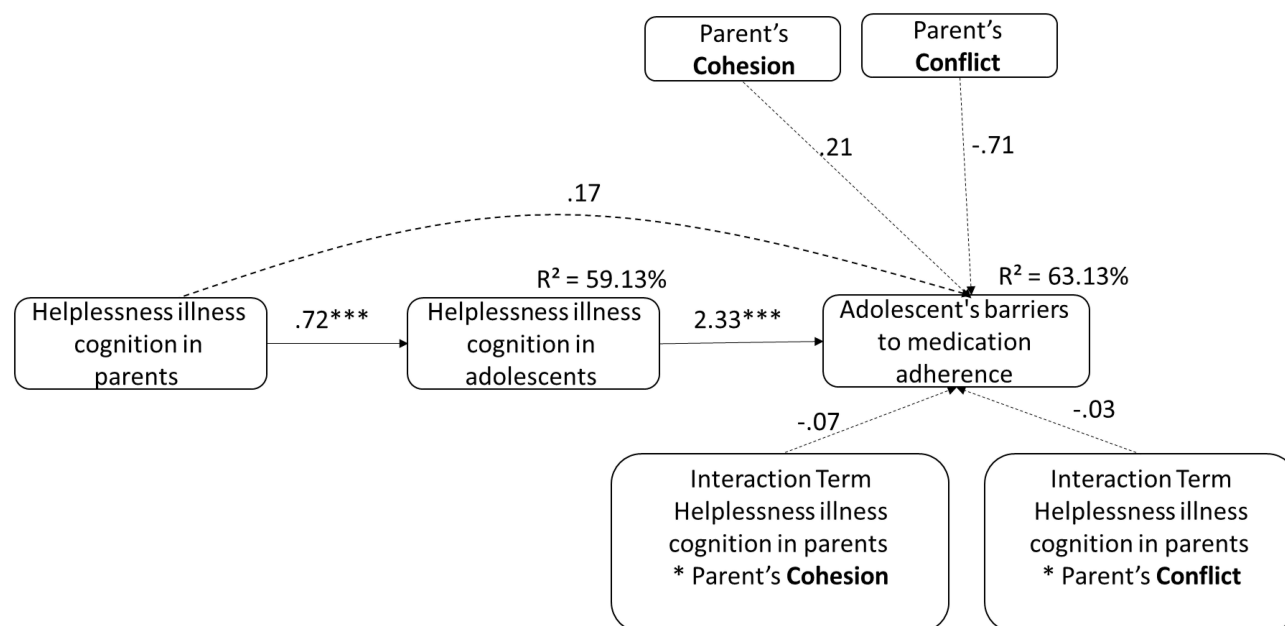 Parent's
Cohesion
Parent's
Conflict
.21
-.71
.17
R² = 59.13%
R² = 63.13%
Helplessness illness
cognition in
parents
.72***
Helplessness illness
cognition in
adolescents
2.33***
Adolescent's barriers
to medication
adherence
-.07
-.03
Interaction Term
Helplessness illness
cognition in parents
* Parent's Cohesion
Interaction Term
Helplessness illness
cognition in parents
* Parent's Conflict